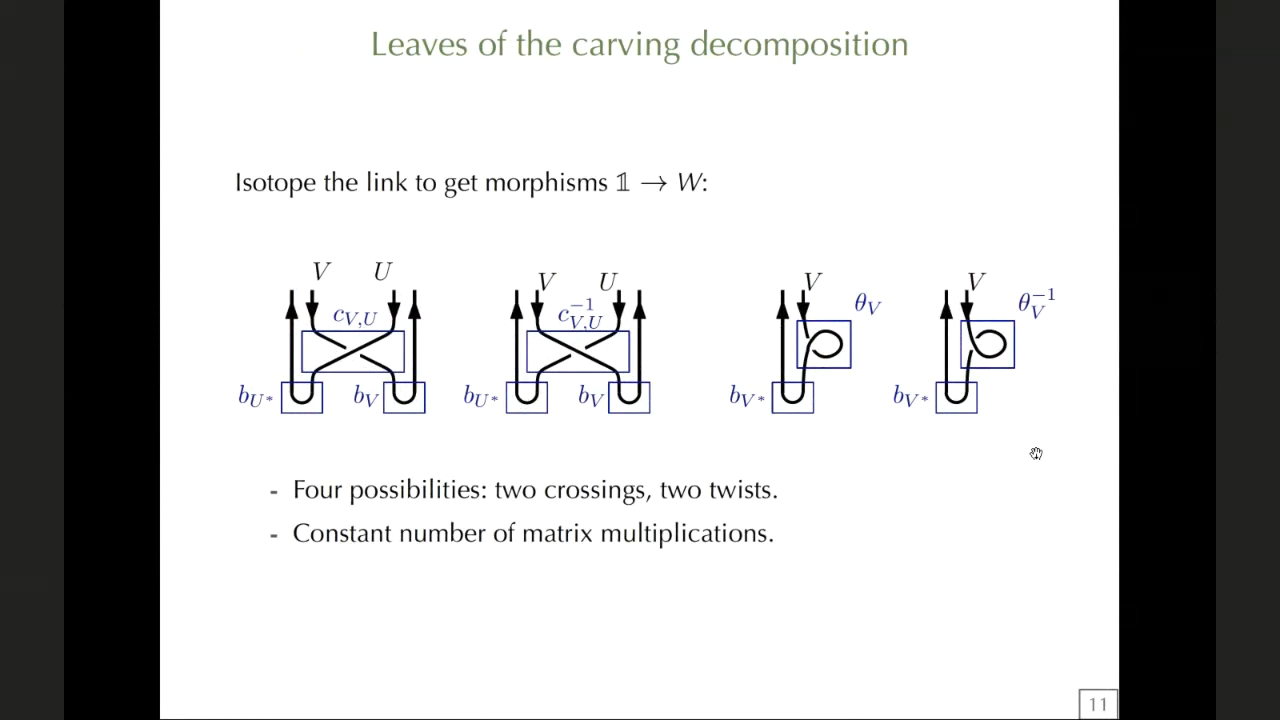 Leaves of the carving decomposition
Isotope the link to get morphisms 𝟙 → W:
V U V U V V
c_{V,U} c^{-1}_{V,U} θ_V θ_V^{-1}
b_{U*} b_V b_{U*} b_V b_{V*} b_{V*}
- Four possibilities: two crossings, two twists.
- Constant number of matrix multiplications.
11